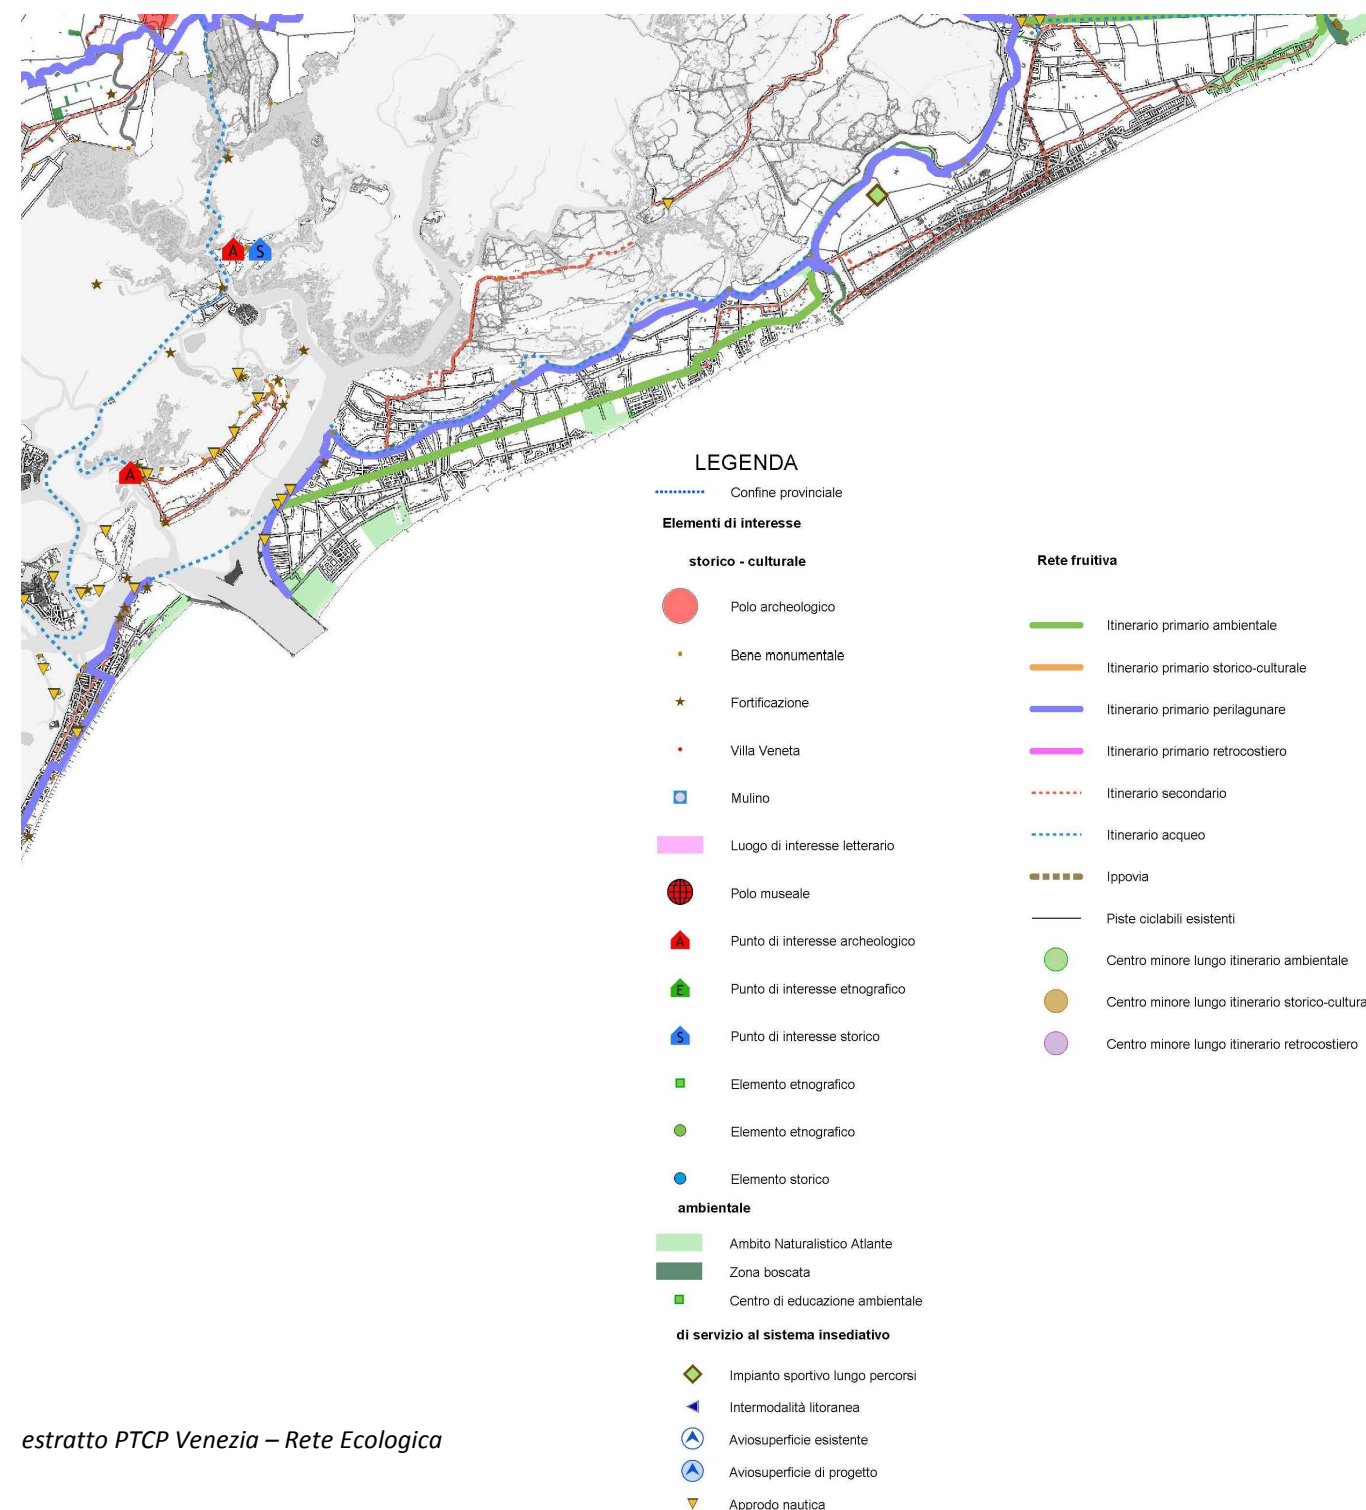 A
S
A
LEGENDA
Confine provinciale
Elementi di interesse
storico - culturale
Polo archeologico
Bene monumentale
Fortificazione
Villa Veneta
Mulino
Luogo di interesse letterario
Polo museale
A Punto di interesse archeologico
E Punto di interesse etnografico
S Punto di interesse storico
Elemento etnografico
Elemento etnografico
Elemento storico
ambientale
Ambito Naturalistico Atlante
Zona boscata
Centro di educazione ambientale
di servizio al sistema insediativo
Impianto sportivo lungo percorsi
Intermodalità litoranea
Aviosuperficie esistente
Aviosuperficie di progetto
Approdo nautica
Rete fruitiva
Itinerario primario ambientale
Itinerario primario storico-culturale
Itinerario primario perilagunare
Itinerario primario retrocostiero
Itinerario secondario
Itinerario acqueo
Ippovia
Piste ciclabili esistenti
Centro minore lungo itinerario ambientale
Centro minore lungo itinerario storico-cultura
Centro minore lungo itinerario retrocostiero
estratto PTCP Venezia – Rete Ecologica